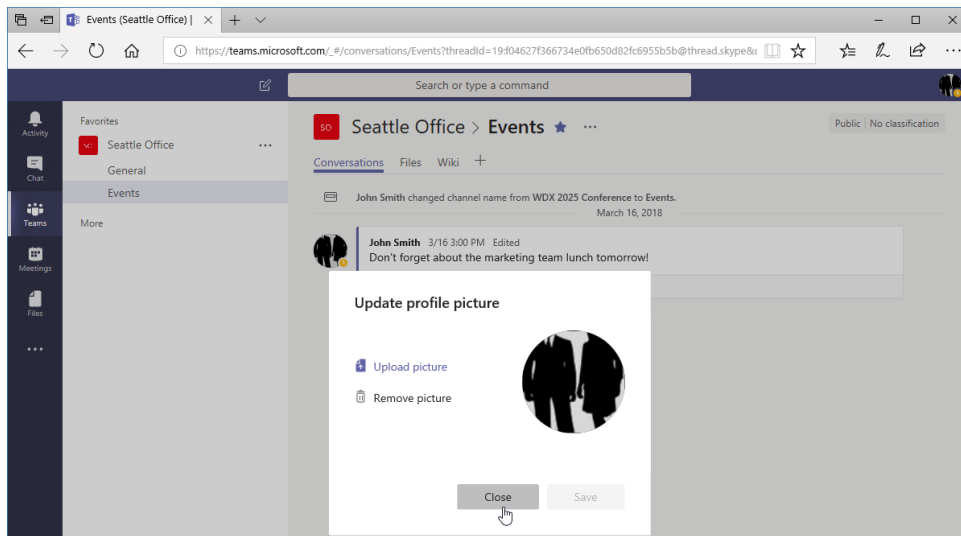 Events (Seattle Office) |
https://teams.microsoft.com/_#/conversations/Events?threadId=19:f04627f366734e0fb650d82fc6955b5b@thread.skype&c
Search or type a command
Activity
Chat
Teams
Meetings
Files
Favorites
SO Seattle Office
General
Events
More
SO Seattle Office > Events
Public No classification
Conversations Files Wiki
John Smith changed channel name from WDX 2025 Conference to Events.
March 16, 2018
John Smith 3/16 3:00 PM Edited
Don't forget about the marketing team lunch tomorrow!
Update profile picture
Upload picture
Remove picture
Close Save